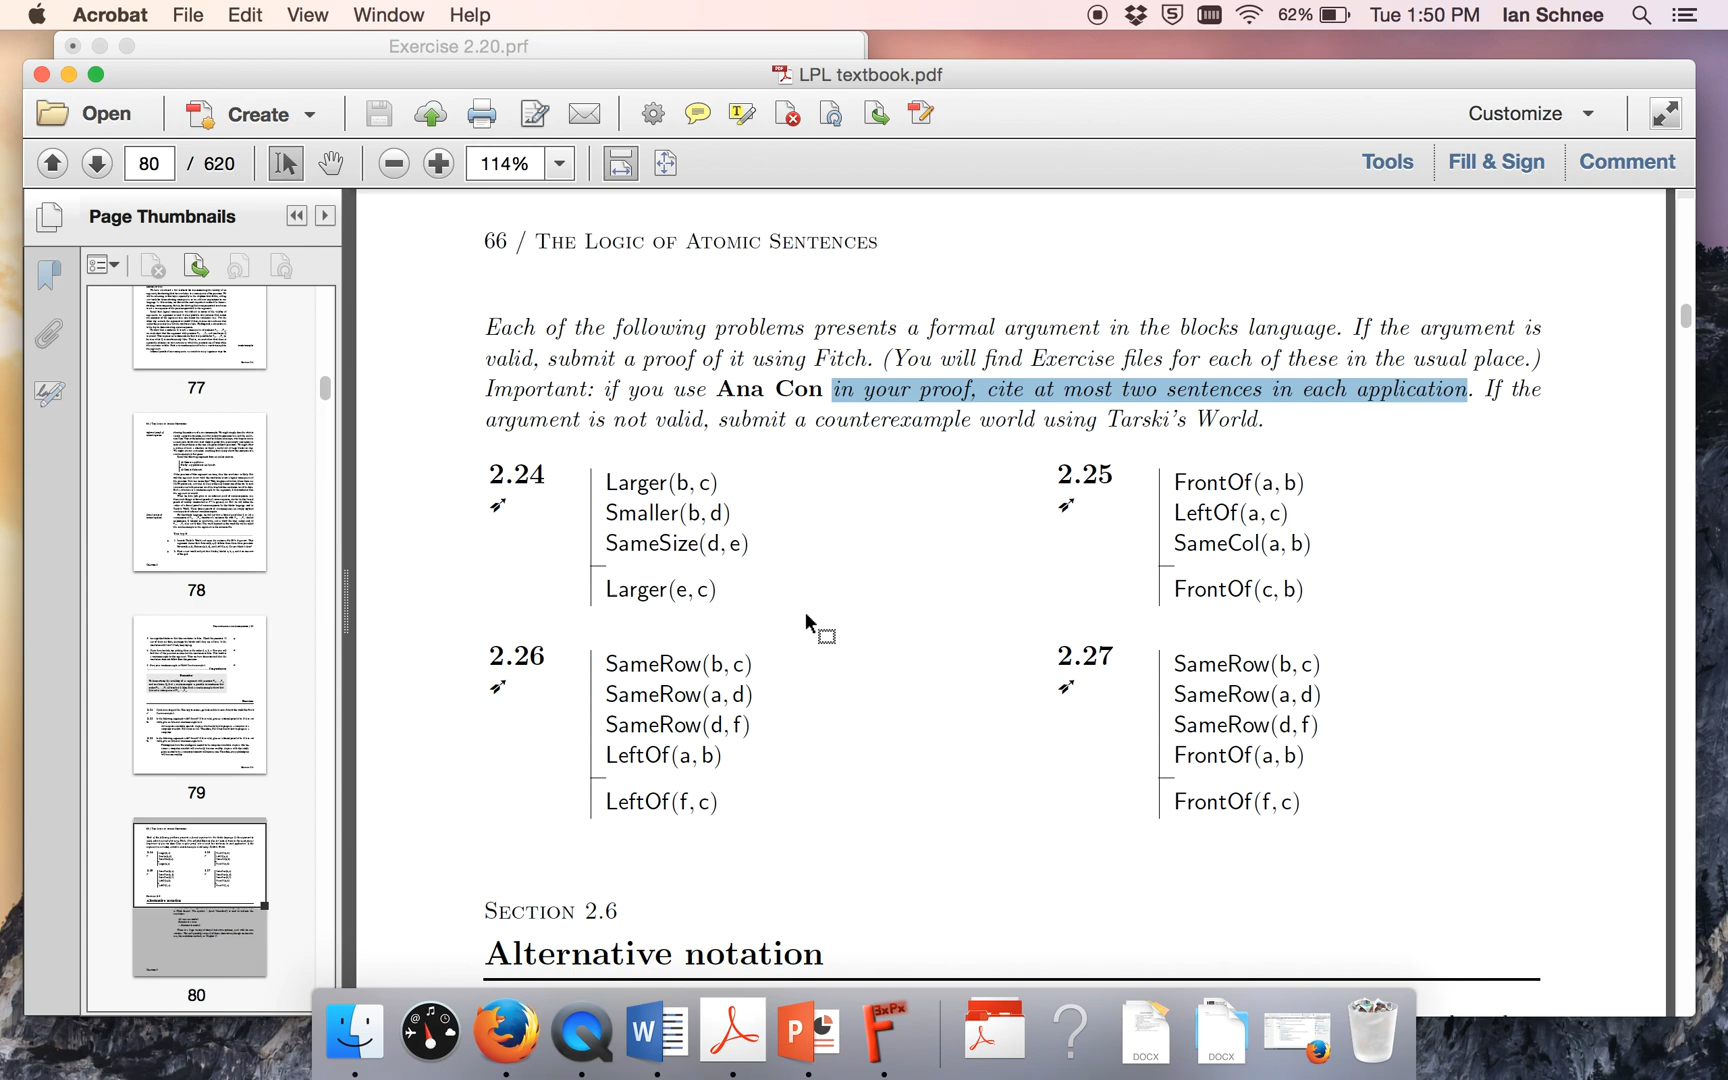 Acrobat File Edit View Window Help
62% Tue 1:50 PM Ian Schnee
Exercise 2.20.prf
LPL textbook.pdf
Open Create Customize
80 / 620 114% Tools Fill & Sign Comment
Page Thumbnails
77
78
79
80
66 / The Logic of Atomic Sentences
Each of the following problems presents a formal argument in the blocks language. If the argument is
valid, submit a proof of it using Fitch. (You will find Exercise files for each of these in the usual place.)
Important: if you use Ana Con in your proof, cite at most two sentences in each application. If the
argument is not valid, submit a counterexample world using Tarski's World.
2.24
Larger(b, c)
Smaller(b, d)
SameSize(d, e)
Larger(e, c)
2.25
FrontOf(a, b)
LeftOf(a, c)
SameCol(a, b)
FrontOf(c, b)
2.26
SameRow(b, c)
SameRow(a, d)
SameRow(d, f)
LeftOf(a, b)
LeftOf(f, c)
2.27
SameRow(b, c)
SameRow(a, d)
SameRow(d, f)
FrontOf(a, b)
FrontOf(f, c)
Section 2.6
Alternative notation
DOCX
DOCX